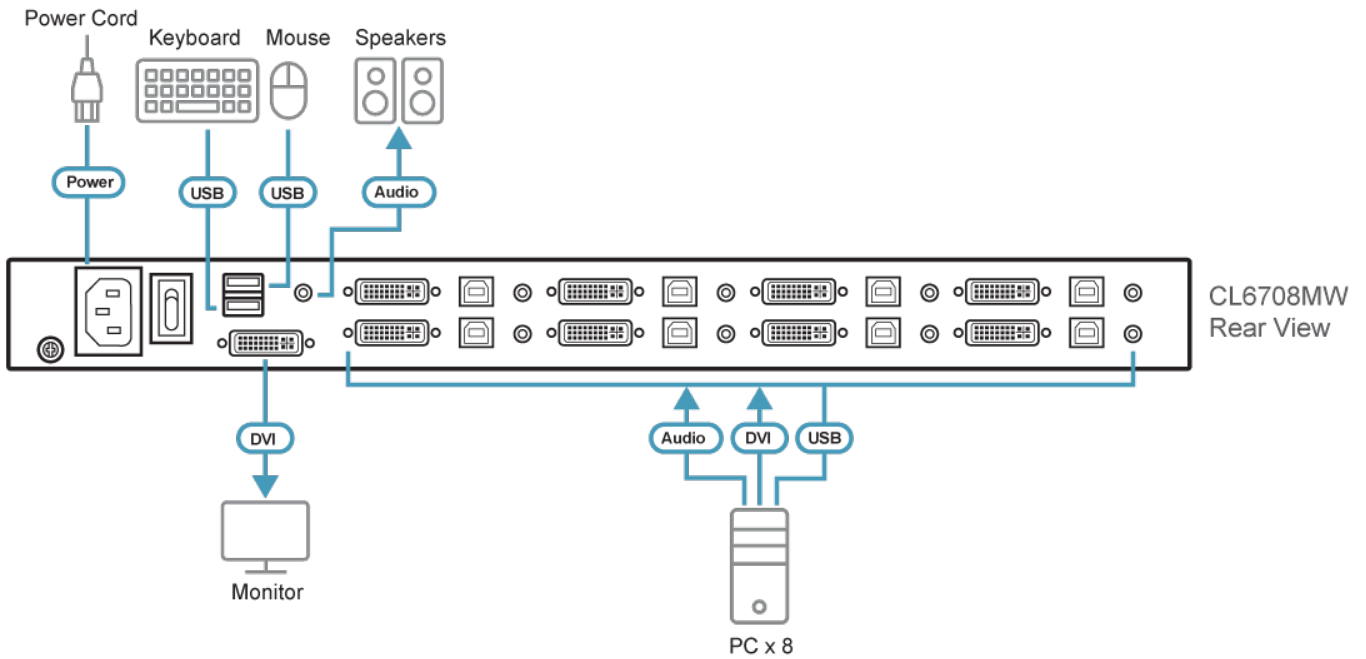 Power Cord
Keyboard
Mouse
Speakers
Power
USB
USB
Audio
CL6708MW
Rear View
DVI
Audio
DVI
USB
Monitor
PC x 8